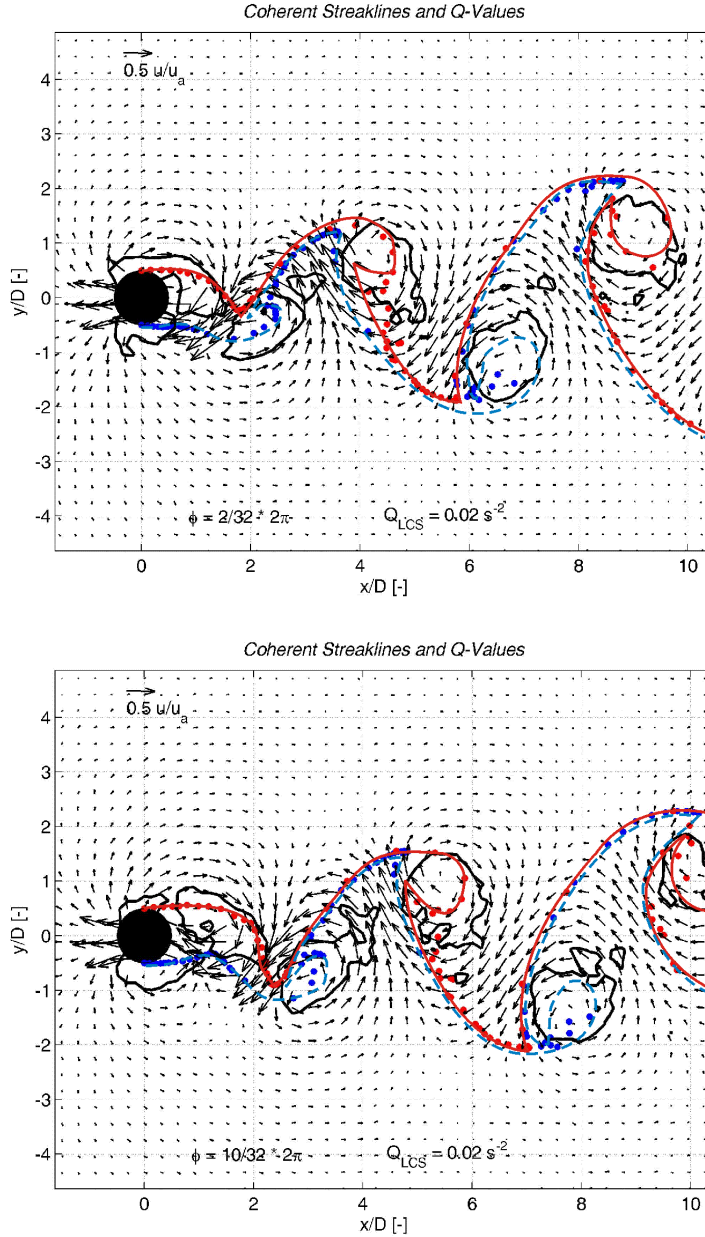 Coherent Streaklines and Q-Values
0.5 u/u_a
4
3
2
1
0
-1
-2
-3
-4
y/D [-]
ϕ = 2/32 * 2π
Q_LCS = 0.02 s^-2
0 2 4 6 8 10
x/D [-]
Coherent Streaklines and Q-Values
0.5 u/u_a
4
3
2
1
0
-1
-2
-3
-4
y/D [-]
ϕ = 10/32 * 2π
Q_LCS = 0.02 s^-2
0 2 4 6 8 10
x/D [-]